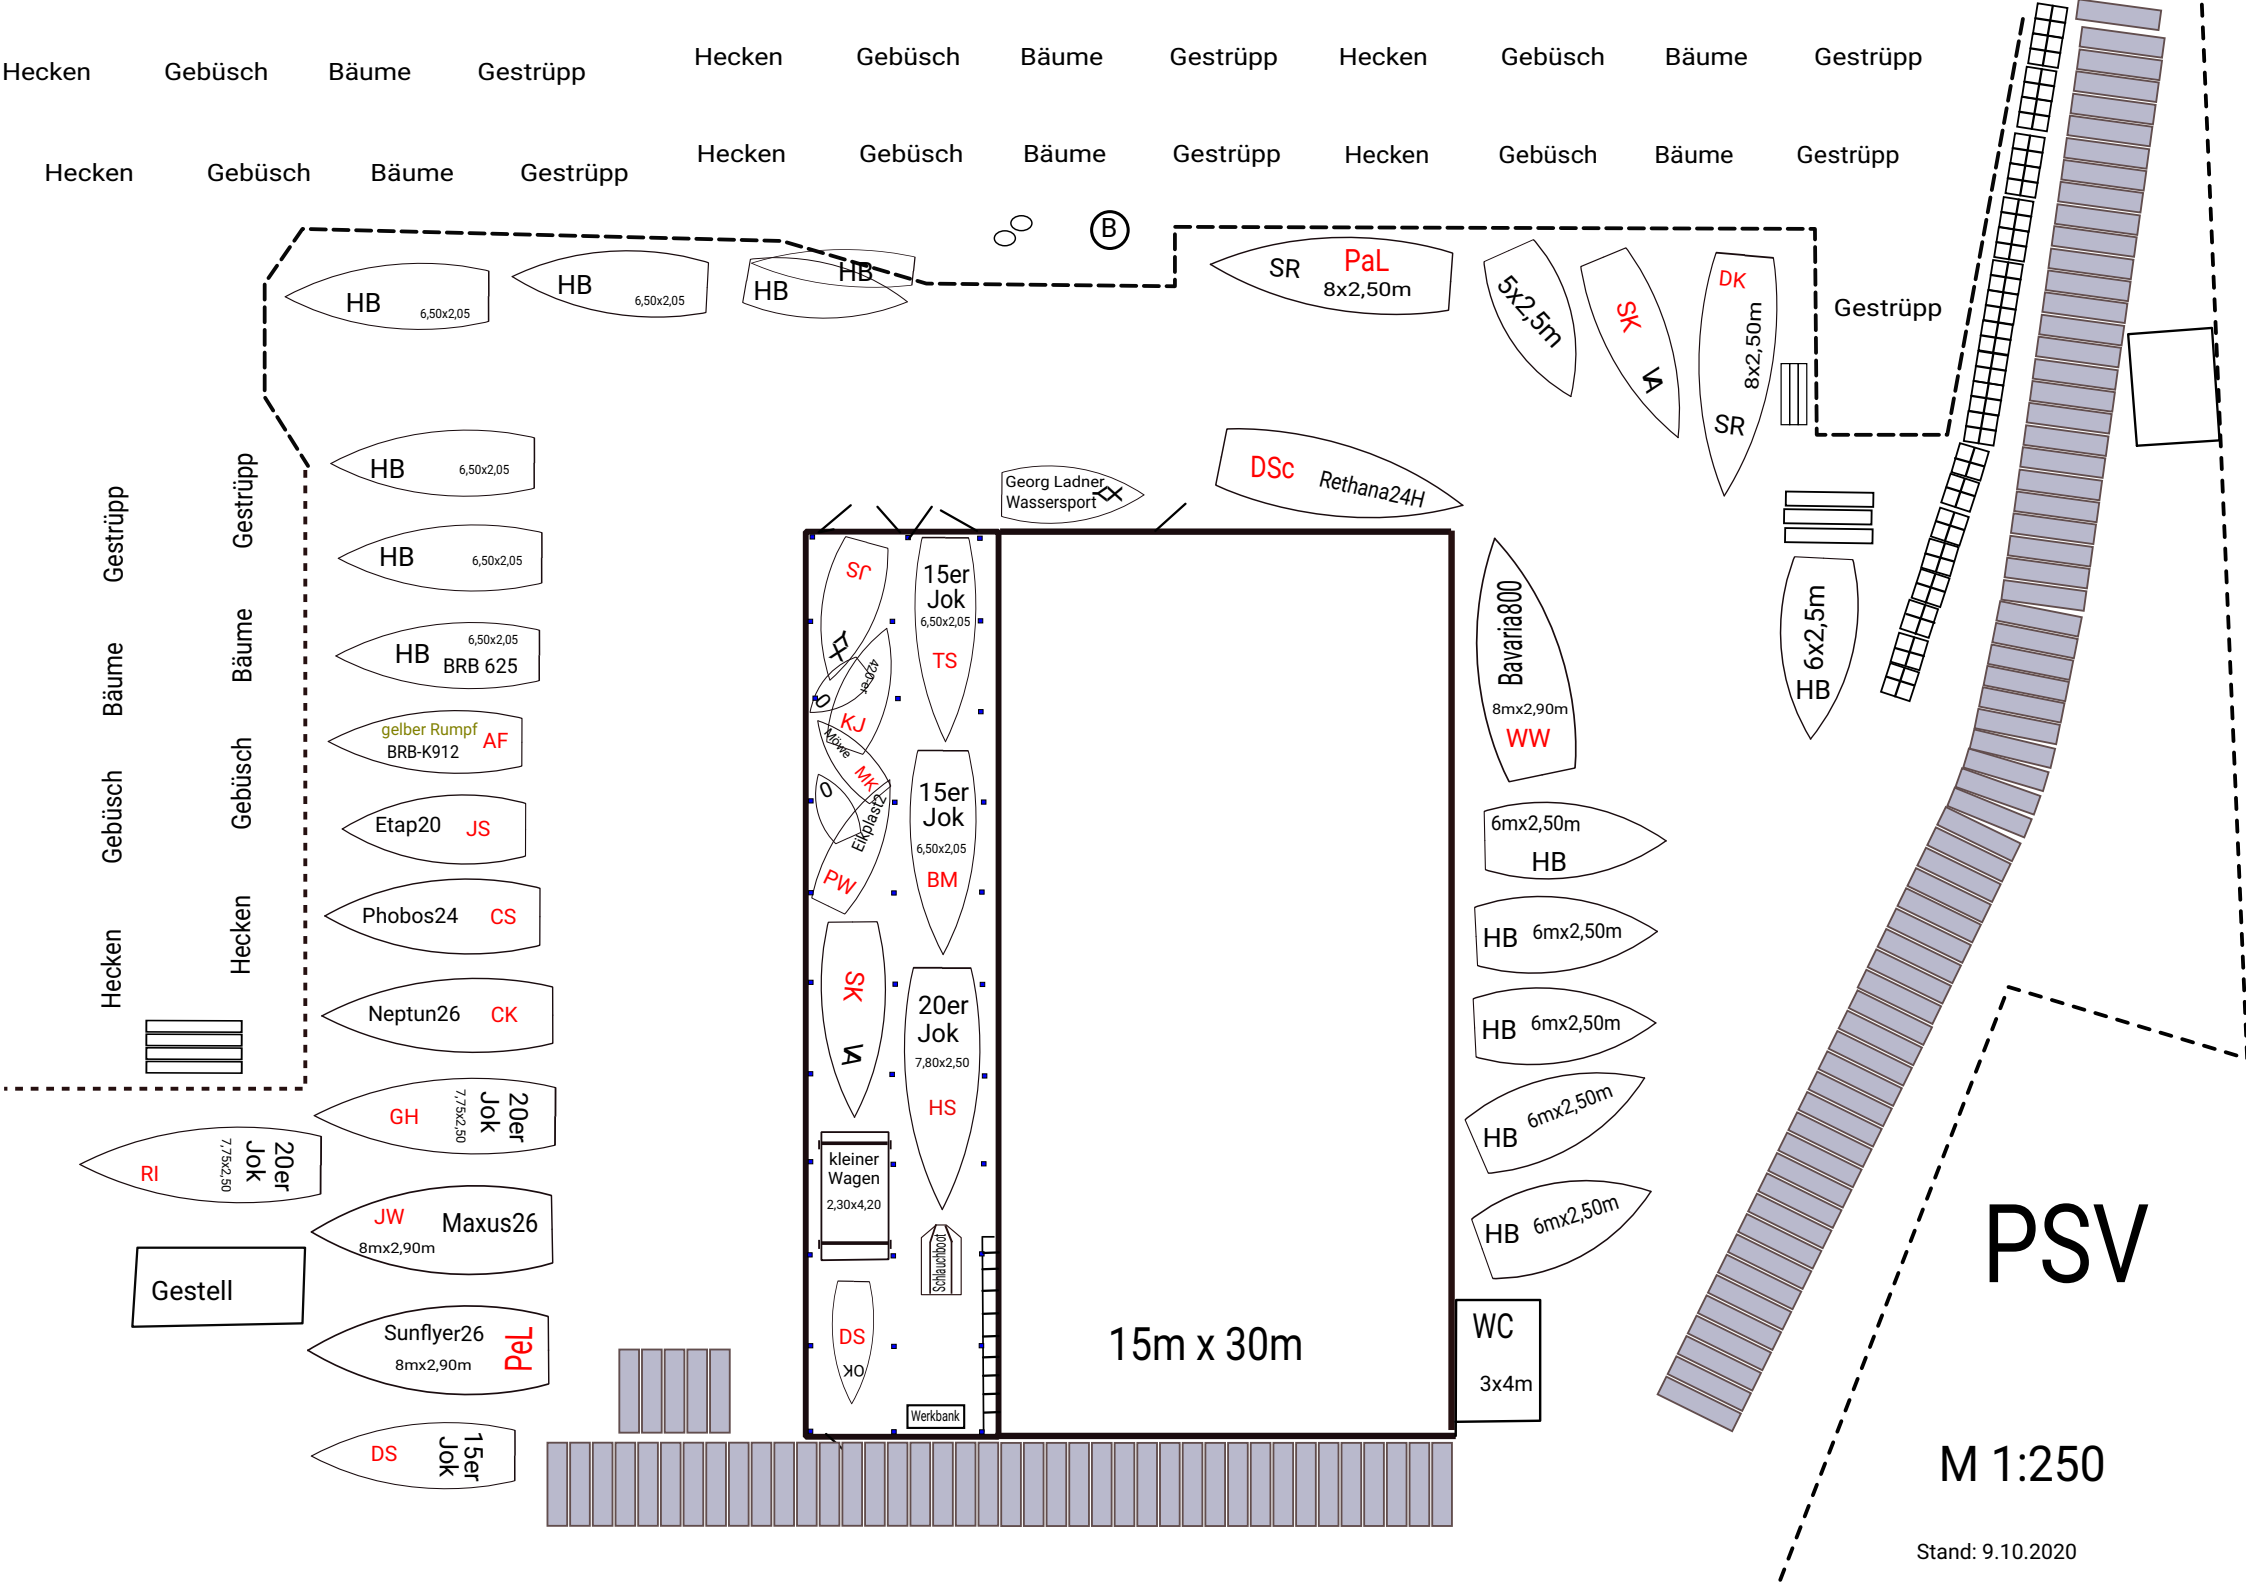 Hecken Gebüsch Bäume Gestrüpp Hecken Gebüsch Bäume Gestrüpp Hecken Gebüsch Bäume Gestrüpp
Hecken Gebüsch Bäume Gestrüpp Hecken Gebüsch Bäume Gestrüpp Hecken Gebüsch Bäume Gestrüpp
B
HB 6,50x2,05
HB 6,50x2,05
HB
HB
SR PaL
8x2,50m
5x2,5m
SK VA
DK
8x2,50m
SR
Gestrüpp
HB 6,50x2,05
HB 6,50x2,05
HB 6,50x2,05
BRB 625
gelber Rumpf
BRB-K912
AF
Etap20 JS
Phobos24 CS
Neptun26 CK
GH
20er
Jok
7,75x2,50
RI
20er
Jok
7,75x2,50
JW Maxus26
8mx2,90m
Gestell
Sunflyer26
8mx2,90m
PeL
DS
15er
Jok
Gestrüpp
Bäume
Gebüsch
Hecken
Gestrüpp
Bäume
Gebüsch
Hecken
Georg Ladner
Wassersport
DSc Rethana24H
JS
420-er
O
KJ
Möwe
MK
O
Eikplast2
PW
SK
VA
kleiner
Wagen
2,30x4,20
DS
OK
15er
Jok
6,50x2,05
TS
15er
Jok
6,50x2,05
BM
20er
Jok
7,80x2,50
HS
Schlauchboot
Werkbank
15m x 30m
Bavaria800
8mx2,90m
WW
6mx2,50m
HB
HB 6mx2,50m
HB 6mx2,50m
HB 6mx2,50m
HB 6mx2,50m
6x2,5m
HB
WC
3x4m
PSV
M 1:250
Stand: 9.10.2020